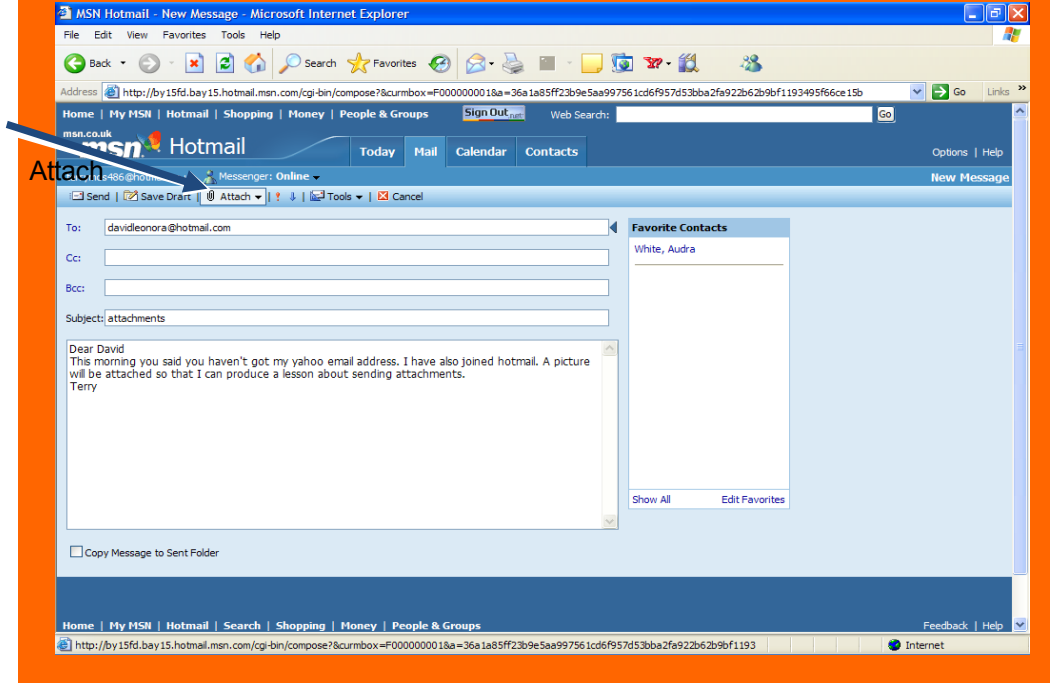 MSN Hotmail - New Message - Microsoft Internet Explorer
File Edit View Favorites Tools Help
Back Search Favorites
Address http://by15fd.bay15.hotmail.msn.com/cgi-bin/compose?&curmbox=F000000001&a=36a1a85ff23b9e5aa997561cd6f957d53bba2fa922b62b9bf1193495f66ce15b Go Links »
Home | My MSN | Hotmail | Shopping | Money | People & Groups Sign Out .net Web Search: Go
msn.co.uk
msn Hotmail Today Mail Calendar Contacts Options | Help
Attach
Messenger: Online New Message
Send | Save Draft | Attach | ! ↓ | Tools | Cancel
To: davidleonora@hotmail.com
Cc:
Bcc:
Subject: attachments
Dear David
This morning you said you haven't got my yahoo email address. I have also joined hotmail. A picture
will be attached so that I can produce a lesson about sending attachments.
Terry
Favorite Contacts
White, Audra
Show All Edit Favorites
Copy Message to Sent Folder
Home | My MSN | Hotmail | Search | Shopping | Money | People & Groups Feedback | Help
http://by15fd.bay15.hotmail.msn.com/cgi-bin/compose?&curmbox=F000000001&a=36a1a85ff23b9e5aa997561cd6f957d53bba2fa922b62b9bf1193 Internet